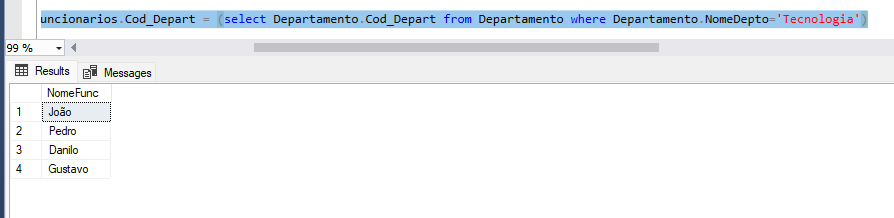 uncionarios.Cod_Depart = (select Departamento.Cod_Depart from Departamento where Departamento.NomeDepto='Tecnologia')
99 %
Results Messages
NomeFunc
1 João
2 Pedro
3 Danilo
4 Gustavo